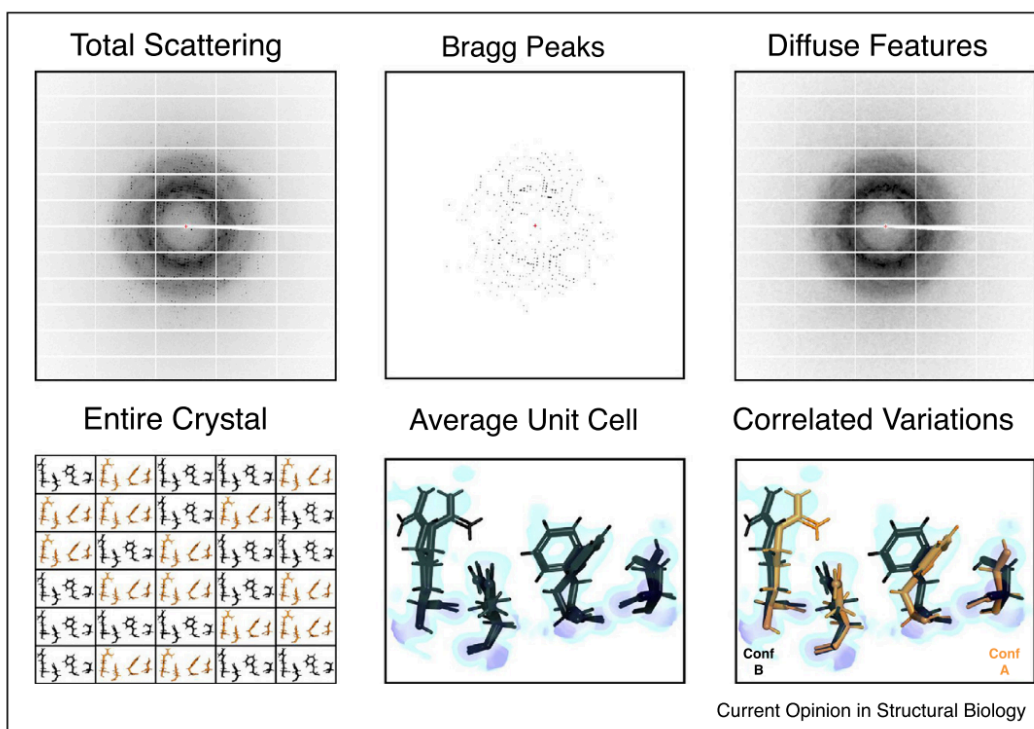 Total Scattering
Bragg Peaks
Diffuse Features
Entire Crystal
Average Unit Cell
Correlated Variations
Conf
B
Conf
A
Current Opinion in Structural Biology